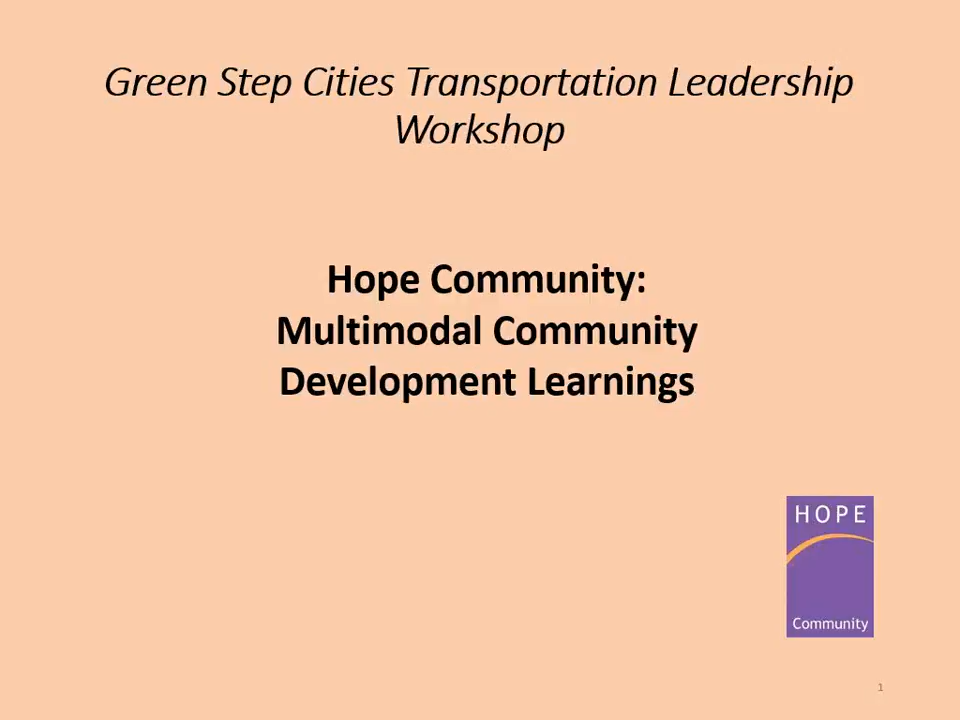 Green Step Cities Transportation Leadership
Workshop
Hope Community:
Multimodal Community
Development Learnings
HOPE
Community
1